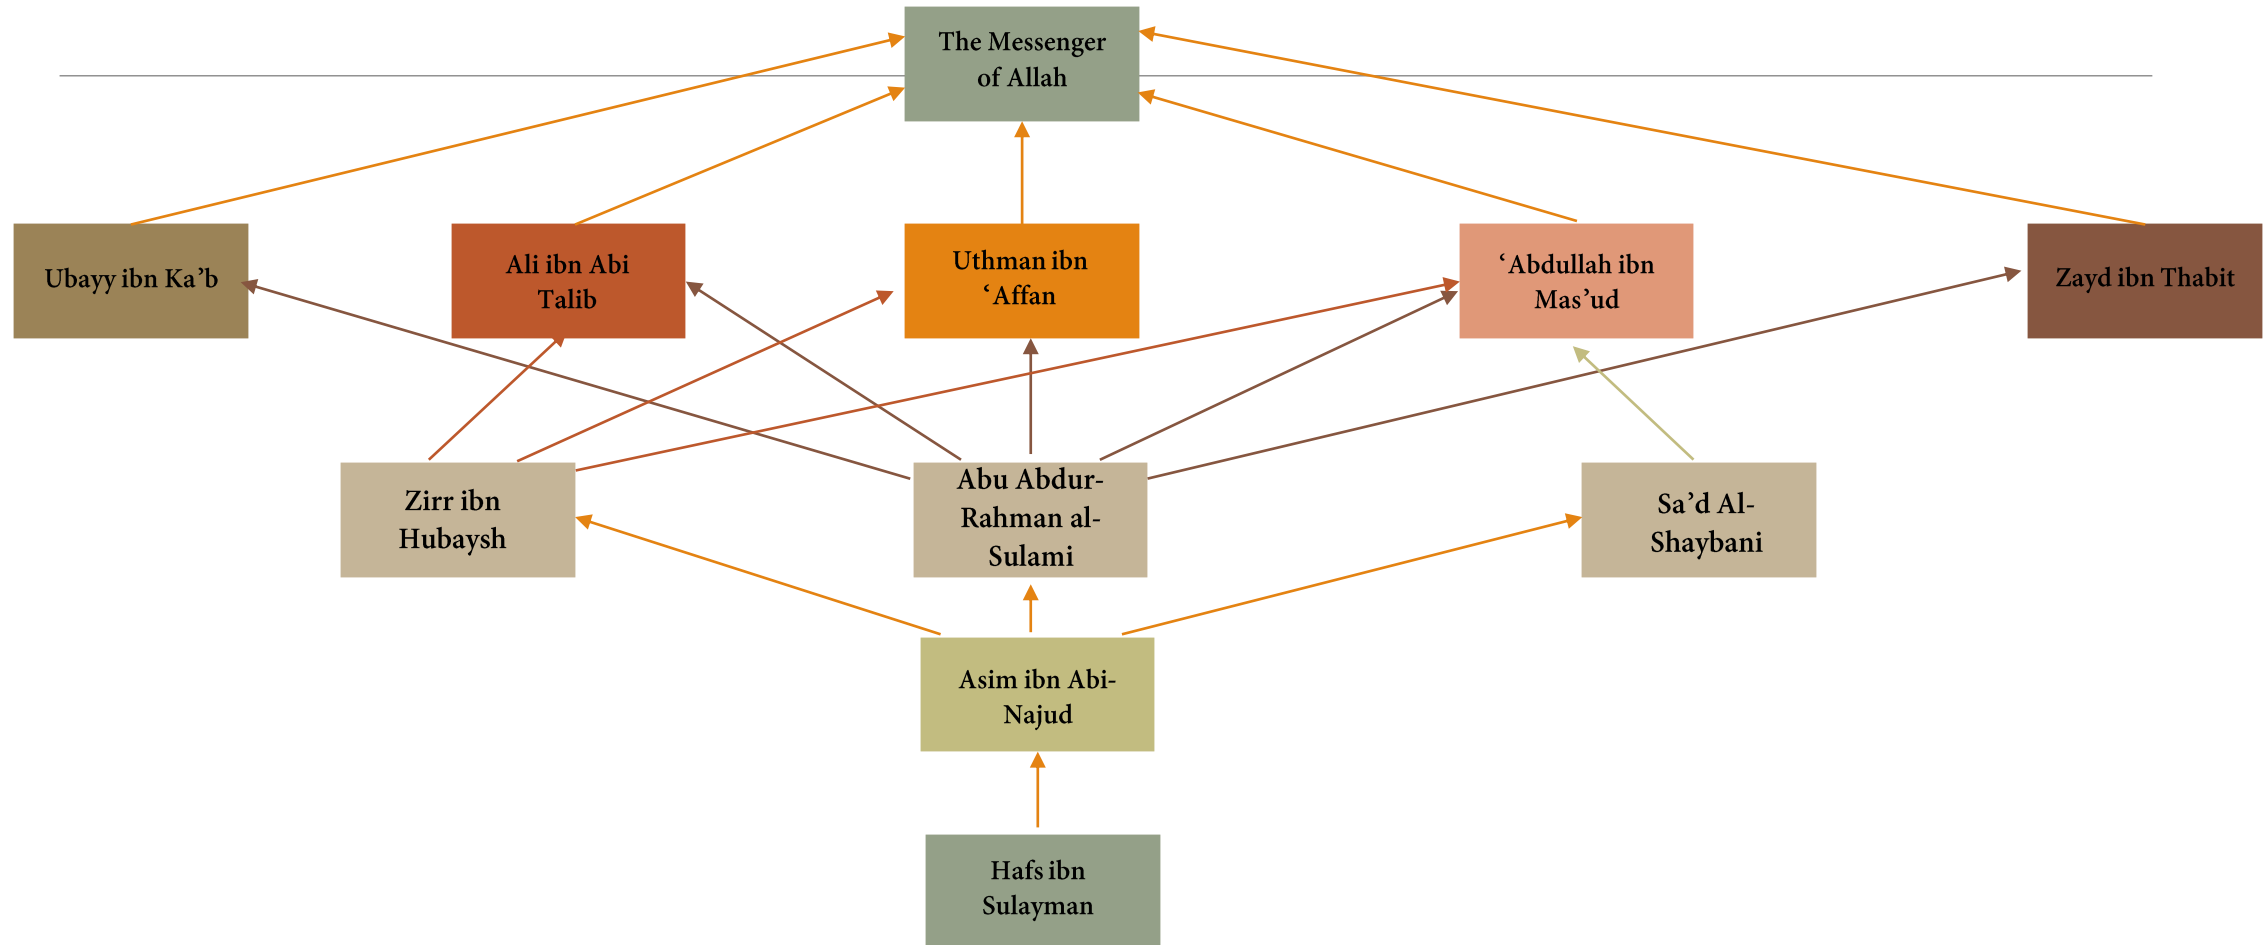 The Messenger
of Allah
Ubayy ibn Ka’b
Ali ibn Abi
Talib
Uthman ibn
‘Affan
‘Abdullah ibn
Mas’ud
Zayd ibn Thabit
Zirr ibn
Hubaysh
Abu Abdur-
Rahman al-
Sulami
Sa’d Al-
Shaybani
Asim ibn Abi-
Najud
Hafs ibn
Sulayman